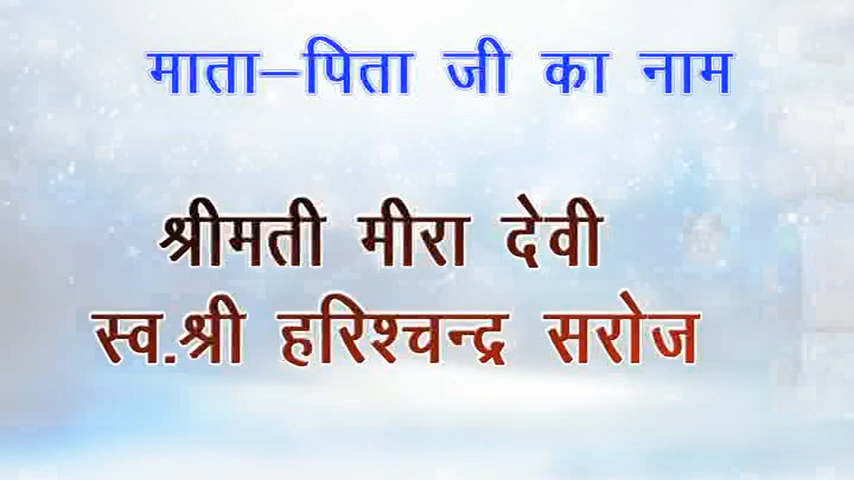 माता–पिता जी का नाम
श्रीमती मीरा देवी
स्व.श्री हरिश्चन्द्र सरोज